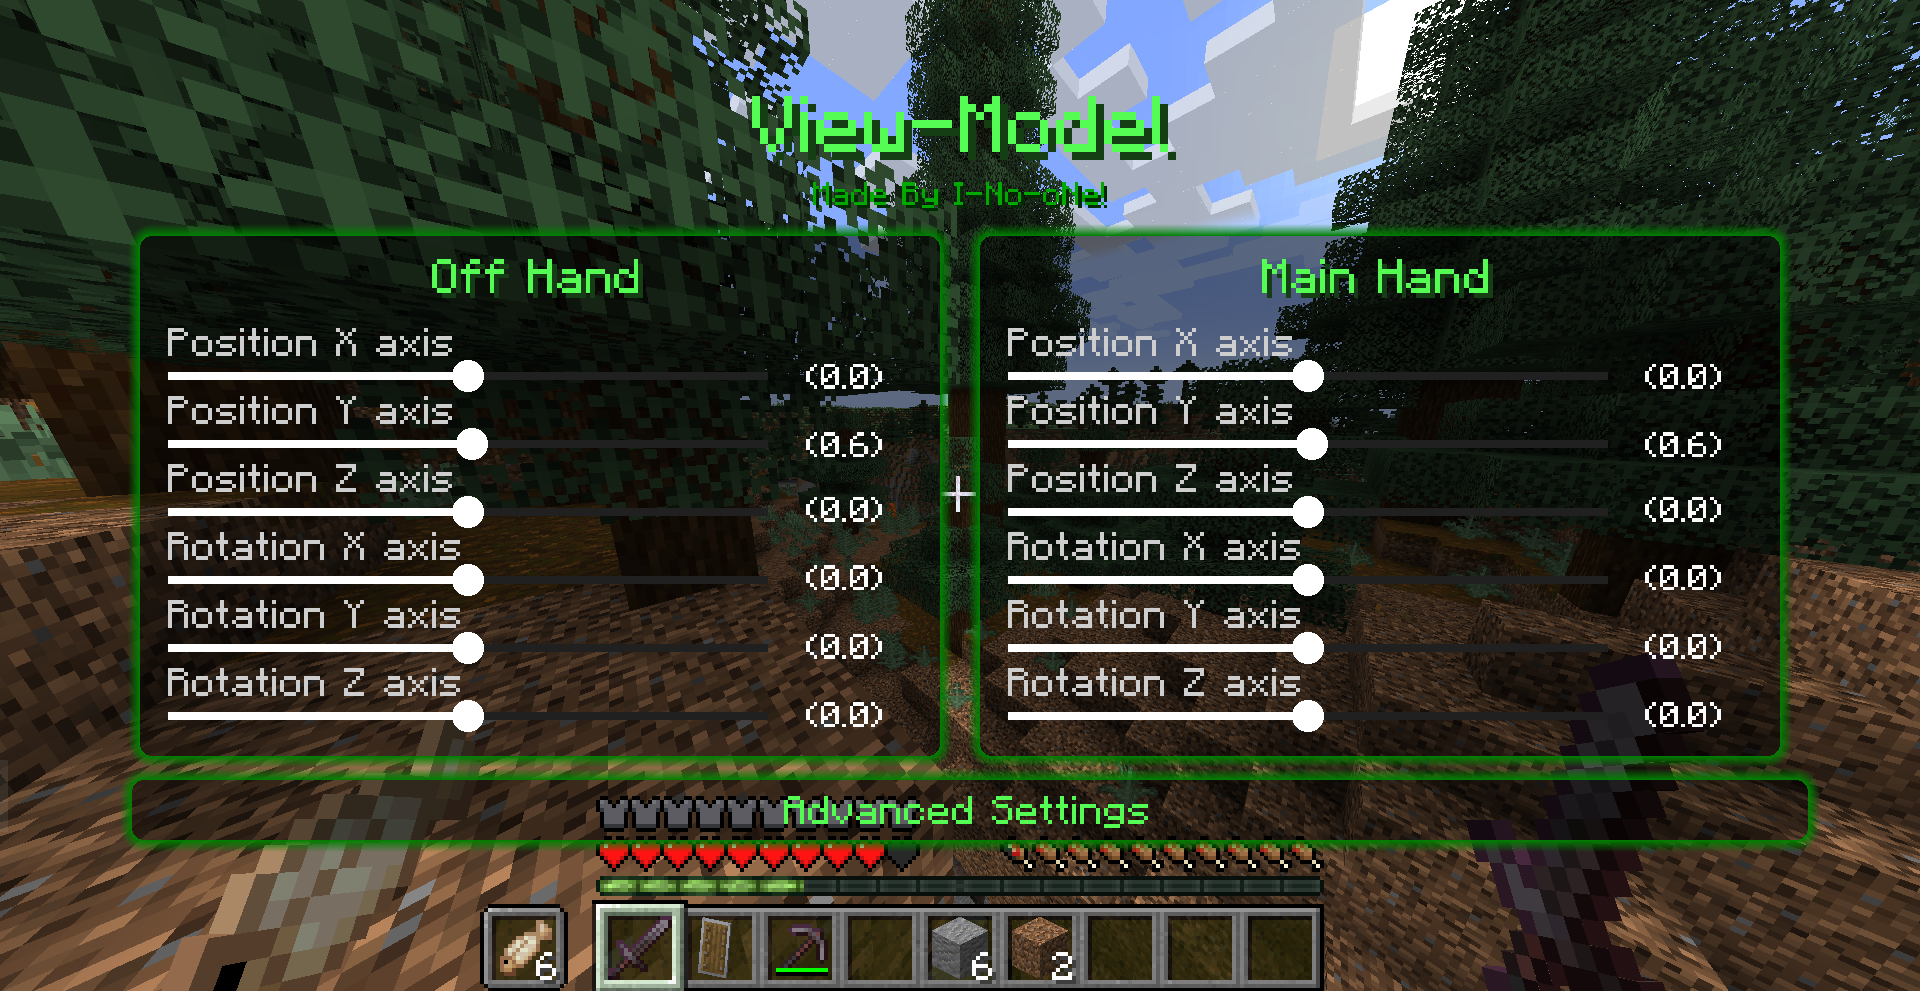 View-Model
Made By I-No-oNe!
Off Hand
Position X axis
(0.0)
Position Y axis
(0.6)
Position Z axis
(0.0)
Rotation X axis
(0.0)
Rotation Y axis
(0.0)
Rotation Z axis
(0.0)
Main Hand
Position X axis
(0.0)
Position Y axis
(0.6)
Position Z axis
(0.0)
Rotation X axis
(0.0)
Rotation Y axis
(0.0)
Rotation Z axis
(0.0)
Advanced Settings
6 6 2